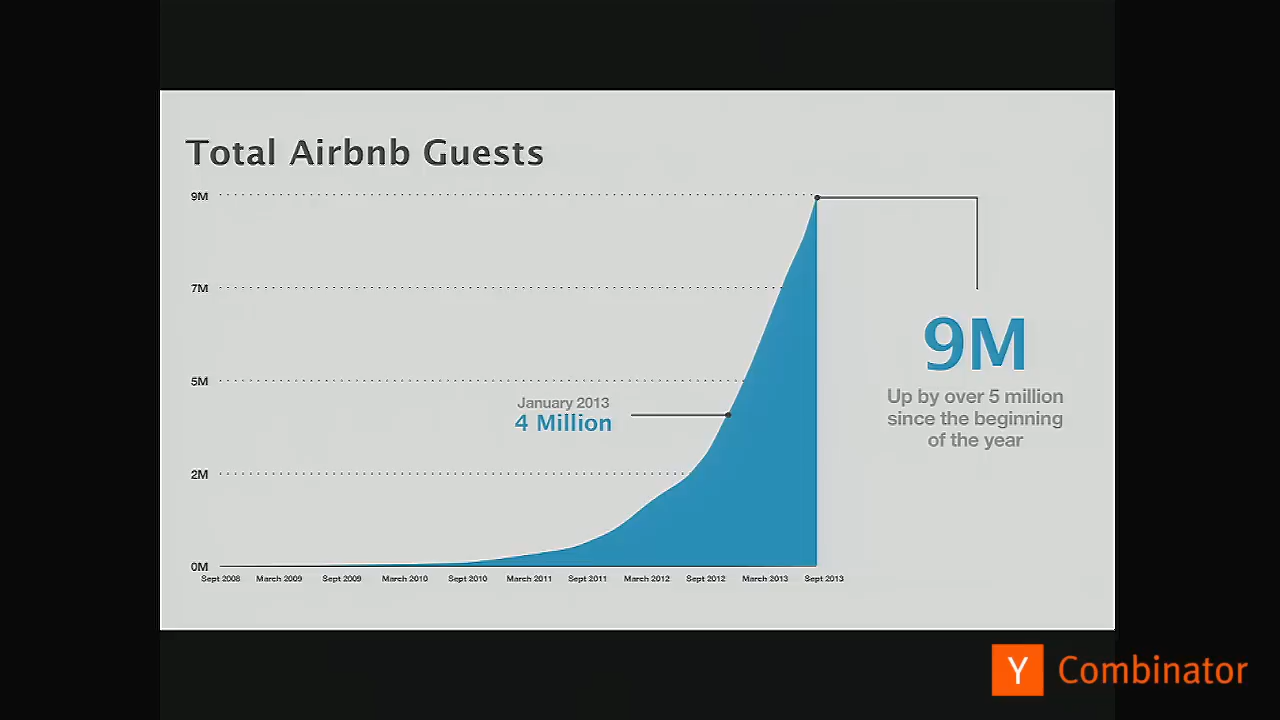 Total Airbnb Guests
9M
7M
5M
2M
0M
January 2013
4 Million
9M
Up by over 5 million
since the beginning
of the year
Sept 2008 March 2009 Sept 2009 March 2010 Sept 2010 March 2011 Sept 2011 March 2012 Sept 2012 March 2013 Sept 2013
Y Combinator